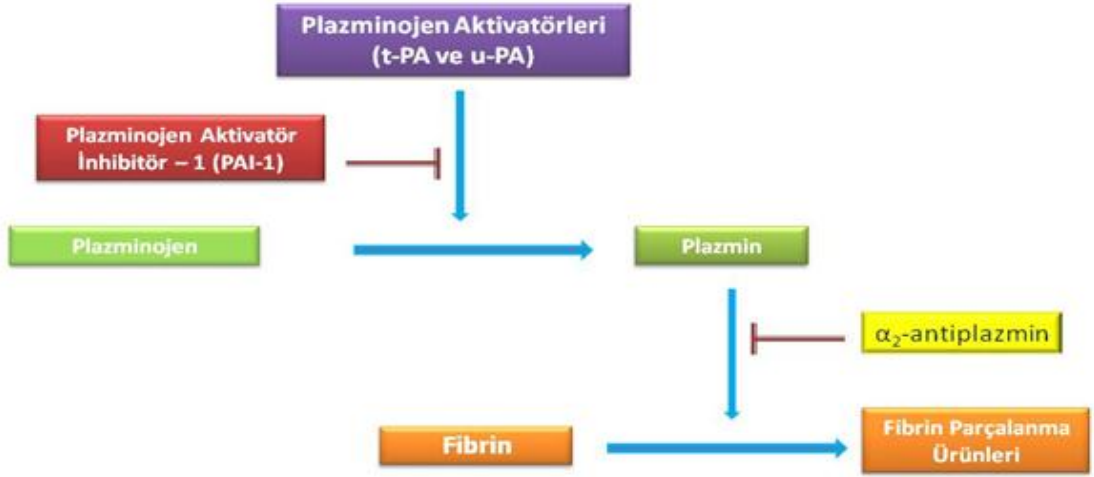 Plazminojen Aktivatörleri
(t-PA ve u-PA)
Plazminojen Aktivatör
İnhibitör – 1 (PAI-1)
Plazminojen
Plazmin
α₂-antiplazmin
Fibrin
Fibrin Parçalanma
Ürünleri